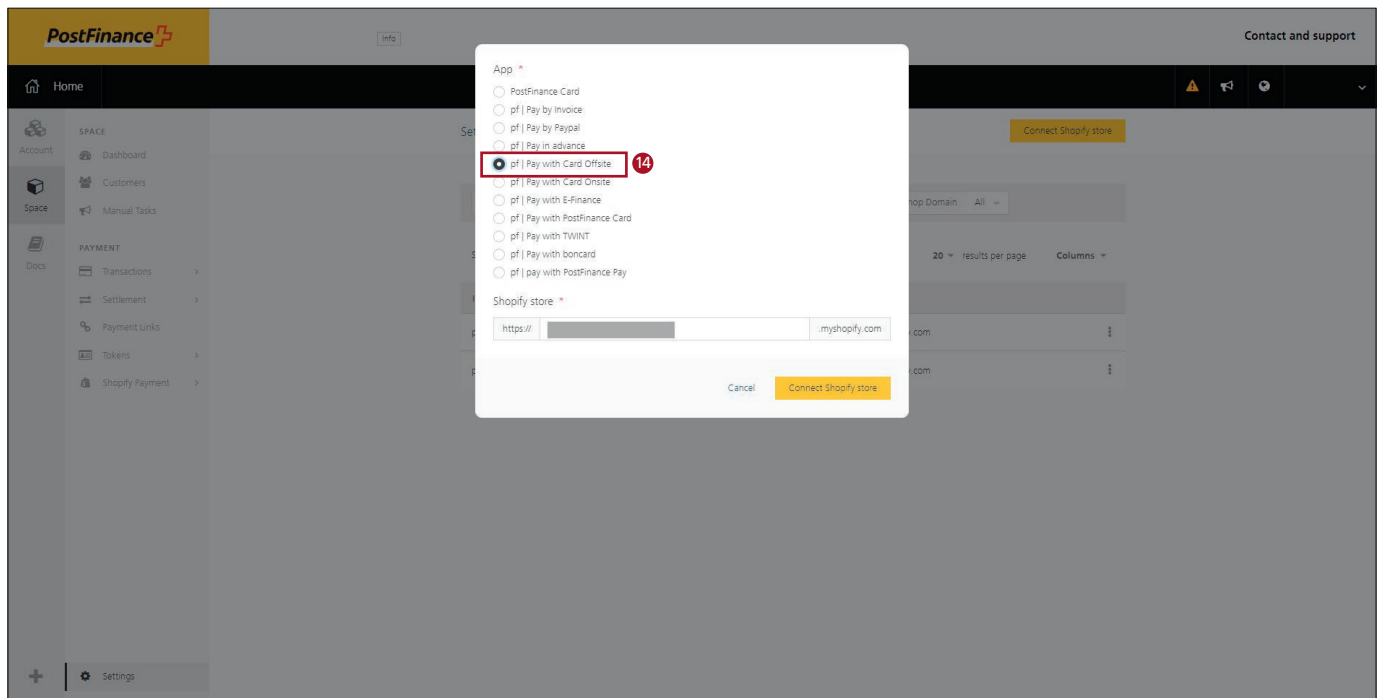 PostFinance
Info
Contact and support
Home
Account
Space
Docs
SPACE
Dashboard
Customers
Manual Tasks
PAYMENT
Transactions
Settlement
Payment Links
Tokens
Shopify Payment
Settings
Set
Connect Shopify store
hop Domain All
20 results per page Columns
.com
.com
App *
PostFinance Card
pf | Pay by Invoice
pf | Pay by Paypal
pf | Pay in advance
pf | Pay with Card Offsite
14
pf | Pay with Card Onsite
pf | Pay with E-Finance
pf | Pay with PostFinance Card
pf | Pay with TWINT
pf | Pay with boncard
pf | pay with PostFinance Pay
Shopify store *
https://
.myshopify.com
Cancel Connect Shopify store